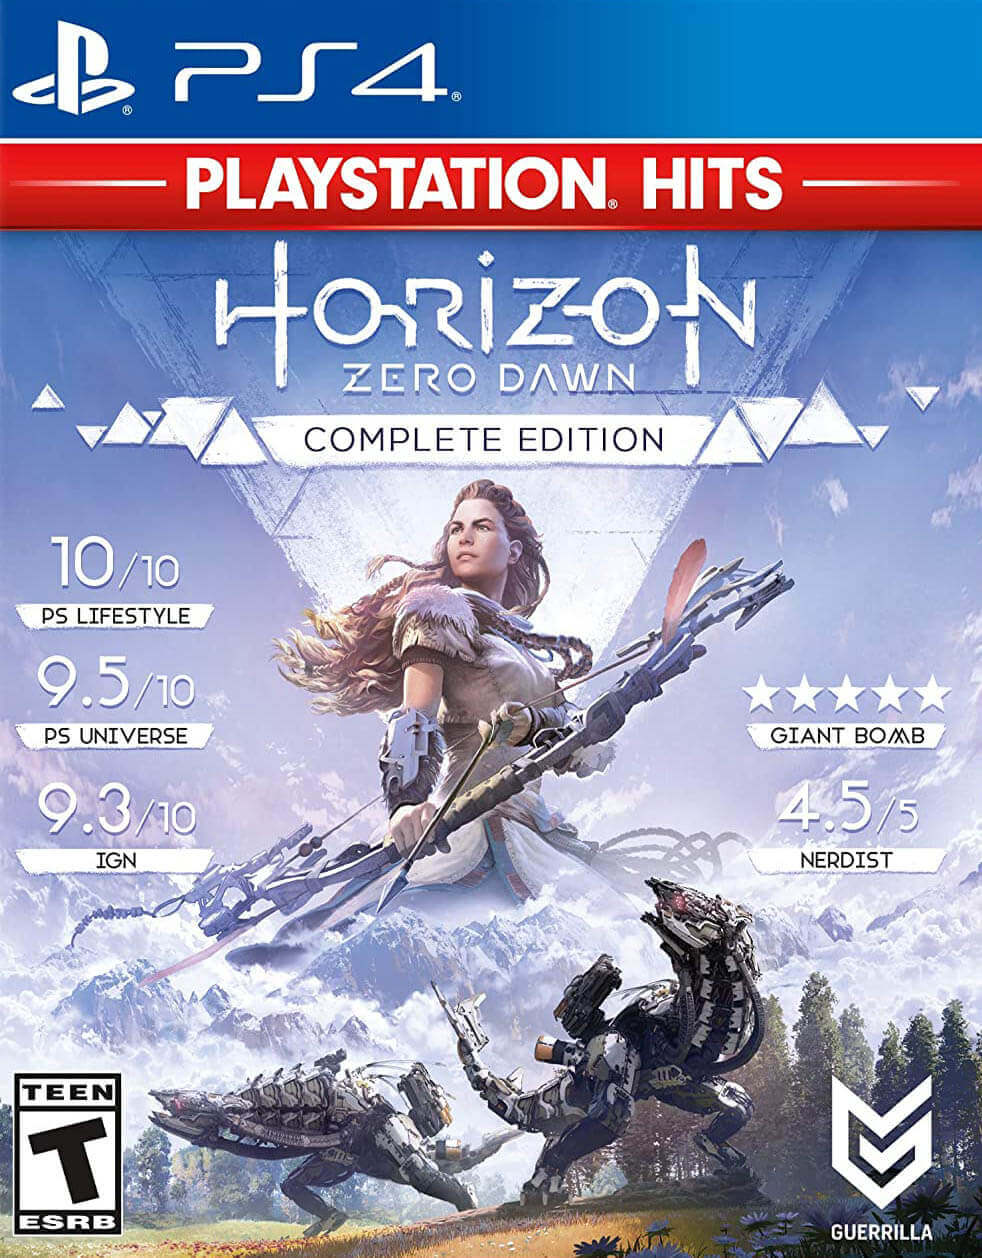 PS4®
PLAYSTATION® HITS
HORIZON
ZERO DAWN
COMPLETE EDITION
10/10
PS LIFESTYLE
9.5/10
PS UNIVERSE
9.3/10
IGN
GIANT BOMB
4.5/5
NERDIST
TEEN
T
ESRB
GUERRILLA